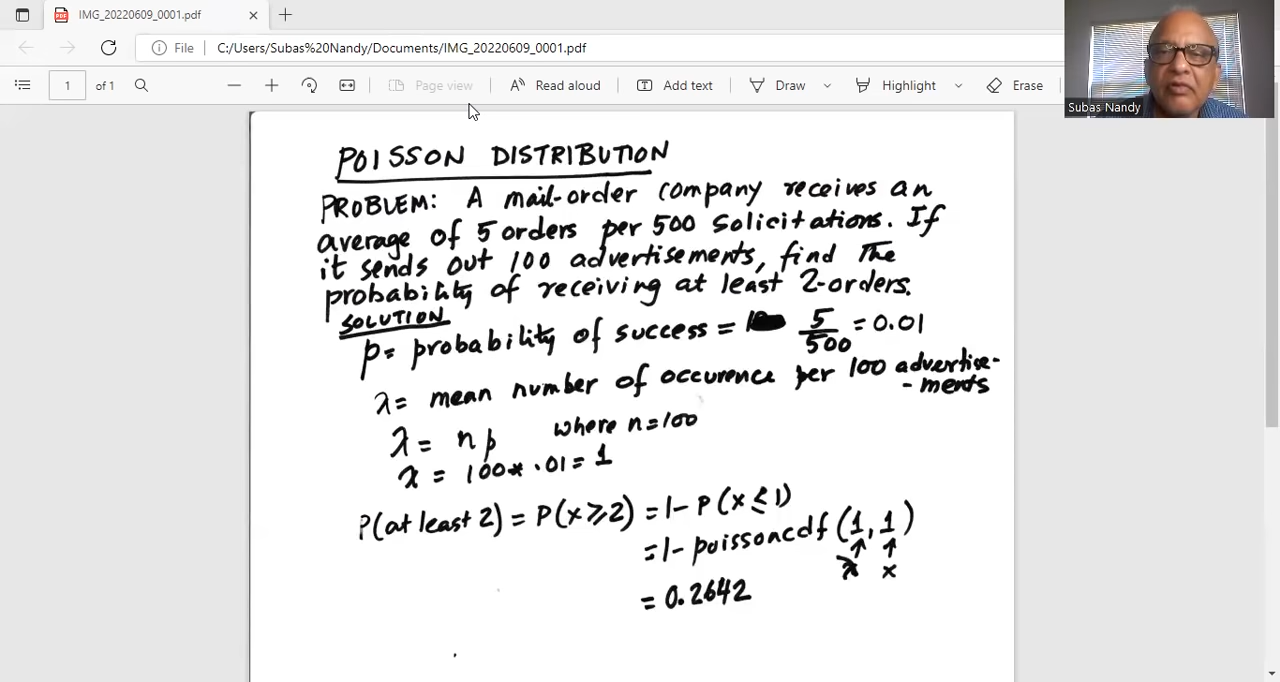 IMG_20220609_0001.pdf
File C:/Users/Subas%20Nandy/Documents/IMG_20220609_0001.pdf
1 of 1 Page view Read aloud Add text Draw Highlight Erase
Subas Nandy
POISSON DISTRIBUTION
PROBLEM: A mail-order company receives an
average of 5 orders per 500 solicitations. If
it sends out 100 advertisements, find the
probability of receiving at least 2-orders.
SOLUTION
p= probability of success = 5/500 = 0.01
λ= mean number of occurence per 100 advertise-
-ments
λ= np where n=100
λ = 100* .01= 1
P(at least 2) = P(x≥2) = 1- P(x≤1)
=1- poissoncdf (1,1)
↑ ↑
λ x
= 0.2642